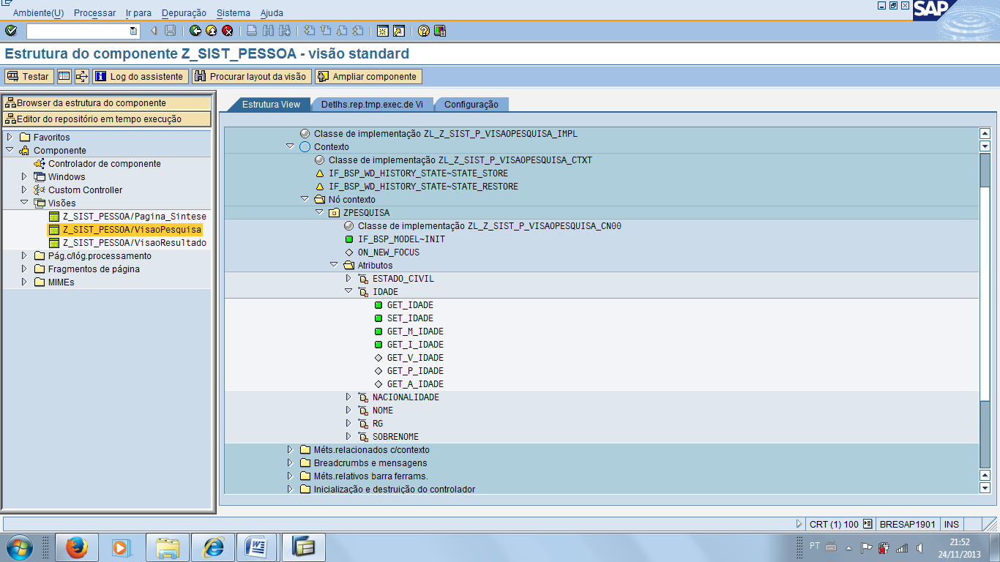 Ambiente(U) Processar Ir para Depuração Sistema Ajuda
SAP
Estrutura do componente Z_SIST_PESSOA - visão standard
Testar Log do assistente Procurar layout da visão Ampliar componente
Browser da estrutura do componente
Editor do repositório em tempo execução
Favoritos
Componente
Controlador de componente
Windows
Custom Controller
Visões
Z_SIST_PESSOA/Pagina_Sintese
Z_SIST_PESSOA/VisaoPesquisa
Z_SIST_PESSOA/VisaoResultado
Pág.c/lóg.processamento
Fragmentos de página
MIMEs
Estrutura View Detlhs.rep.tmp.exec.de Vi Configuração
Classe de implementação ZL_Z_SIST_P_VISAOPESQUISA_IMPL
Contexto
Classe de implementação ZL_Z_SIST_P_VISAOPESQUISA_CTXT
IF_BSP_WD_HISTORY_STATE~STATE_STORE
IF_BSP_WD_HISTORY_STATE~STATE_RESTORE
Nó contexto
ZPESQUISA
Classe de implementação ZL_Z_SIST_P_VISAOPESQUISA_CN00
IF_BSP_MODEL~INIT
ON_NEW_FOCUS
Atributos
ESTADO_CIVIL
IDADE
GET_IDADE
SET_IDADE
GET_M_IDADE
GET_I_IDADE
GET_V_IDADE
GET_P_IDADE
GET_A_IDADE
NACIONALIDADE
NOME
RG
SOBRENOME
Méts.relacionados c/contexto
Breadcrumbs e mensagens
Méts.relativos barra ferrams.
Inicialização e destruição do controlador
CRT (1) 100 BRESAP1901 INS
PT 21:52
24/11/2013